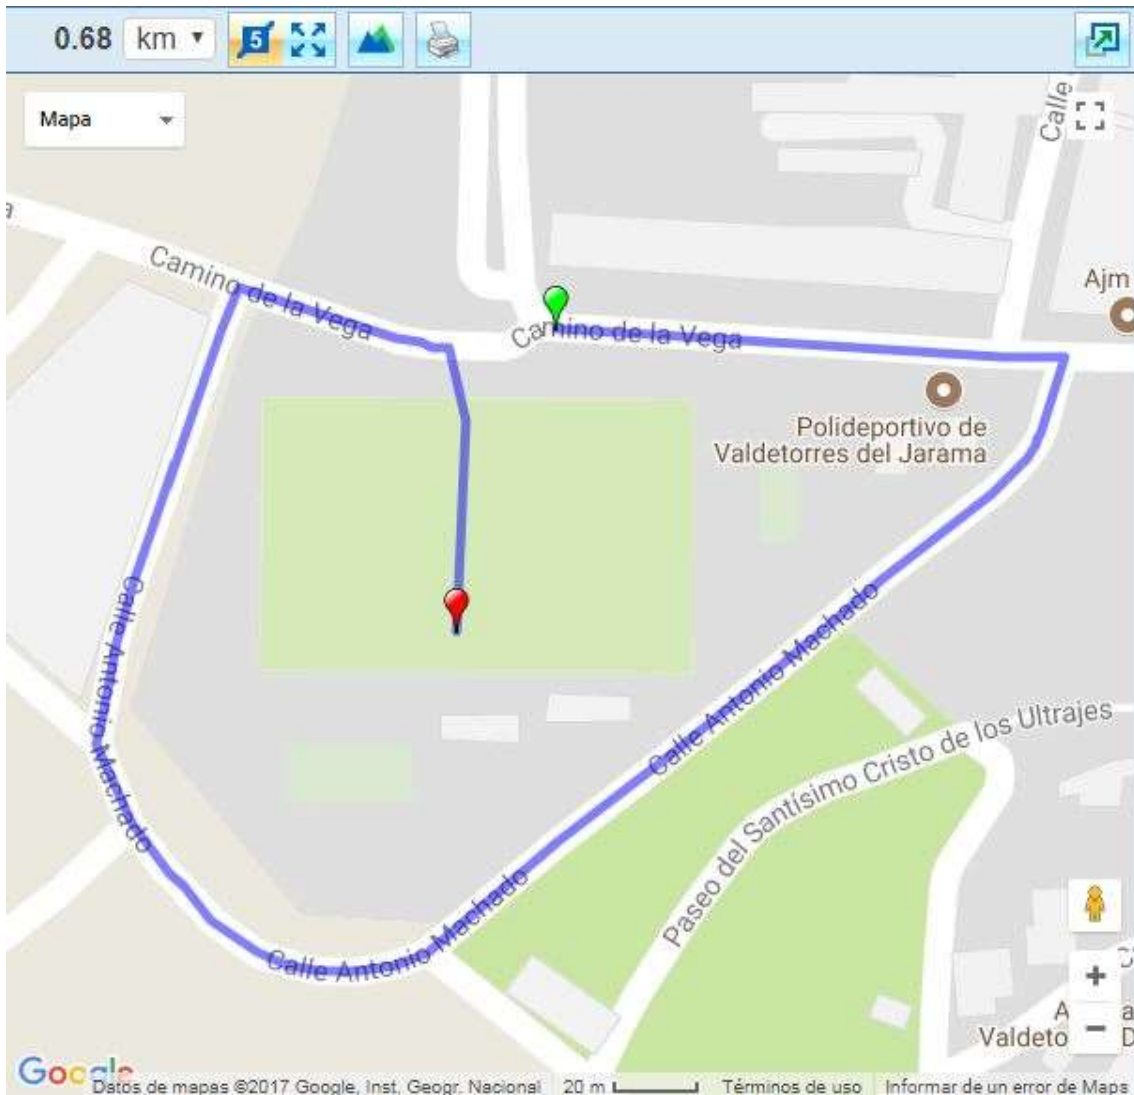 0.68 km
5
Mapa
Calle
Camino de la Vega
Camino de la Vega
Ajm
Polideportivo de
Valdetorres del Jarama
Calle Antonio Machado
Calle Antonio Machado
Paseo del Santísimo Cristo de los Ultrajes
Calle Antonio Machado
Calle Antonio Machado
Valdeto
Google
Datos de mapas ©2017 Google, Inst. Geogr. Nacional 20 m Términos de uso Informar de un error de Maps